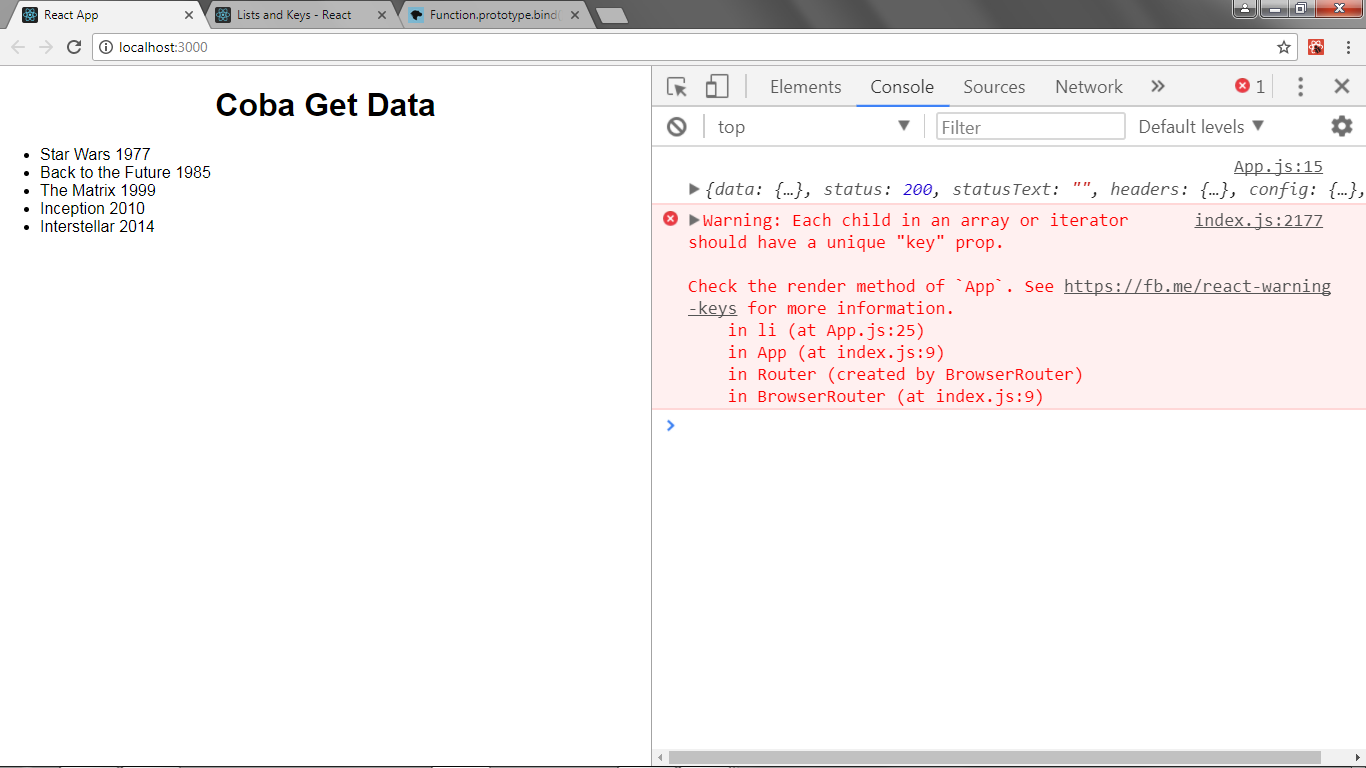 React App
Lists and Keys - React
Function.prototype.bind(
localhost:3000
Coba Get Data
Star Wars 1977
Back to the Future 1985
The Matrix 1999
Inception 2010
Interstellar 2014
Elements Console Sources Network 1
top Filter Default levels
App.js:15
{data: {…}, status: 200, statusText: "", headers: {…}, config: {…},
Warning: Each child in an array or iterator index.js:2177
should have a unique "key" prop.
Check the render method of `App`. See https://fb.me/react-warning
-keys for more information.
in li (at App.js:25)
in App (at index.js:9)
in Router (created by BrowserRouter)
in BrowserRouter (at index.js:9)